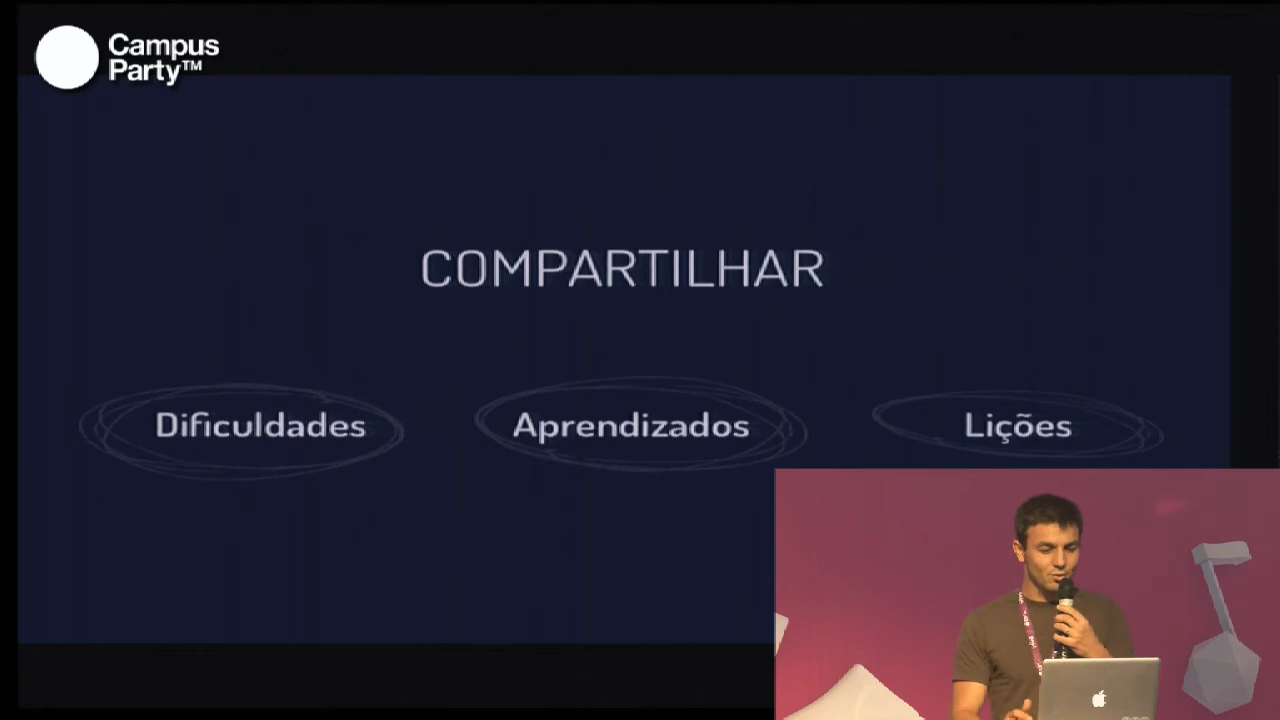 Campus
Party™
COMPARTILHAR
Dificuldades
Aprendizados
Lições